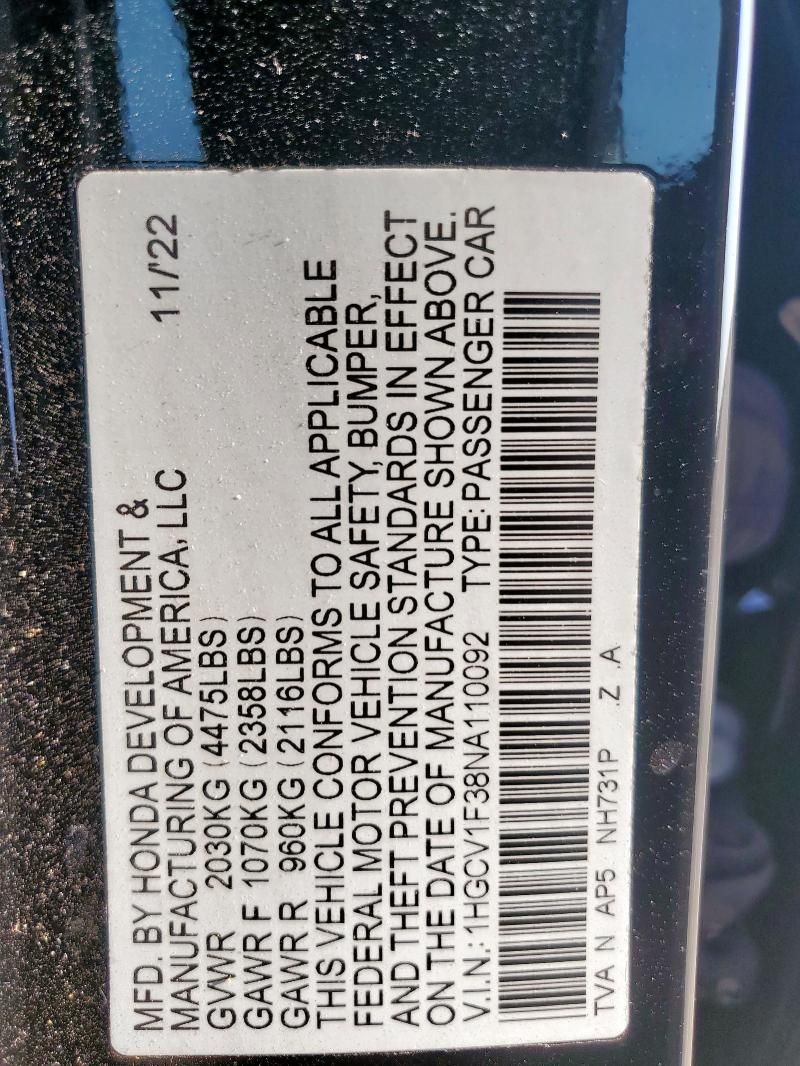 MFD. BY HONDA DEVELOPMENT &
MANUFACTURING OF AMERICA, LLC 11/'22
GVWR 2030KG (4475LBS)
GAWR F 1070KG (2358LBS)
GAWR R 960KG (2116LBS)
THIS VEHICLE CONFORMS TO ALL APPLICABLE
FEDERAL MOTOR VEHICLE SAFETY, BUMPER,
AND THEFT PREVENTION STANDARDS IN EFFECT
ON THE DATE OF MANUFACTURE SHOWN ABOVE.
V.I.N.: 1HGCV1F38NA110092 TYPE: PASSENGER CAR
TVA N AP5 NH731P .Z .A